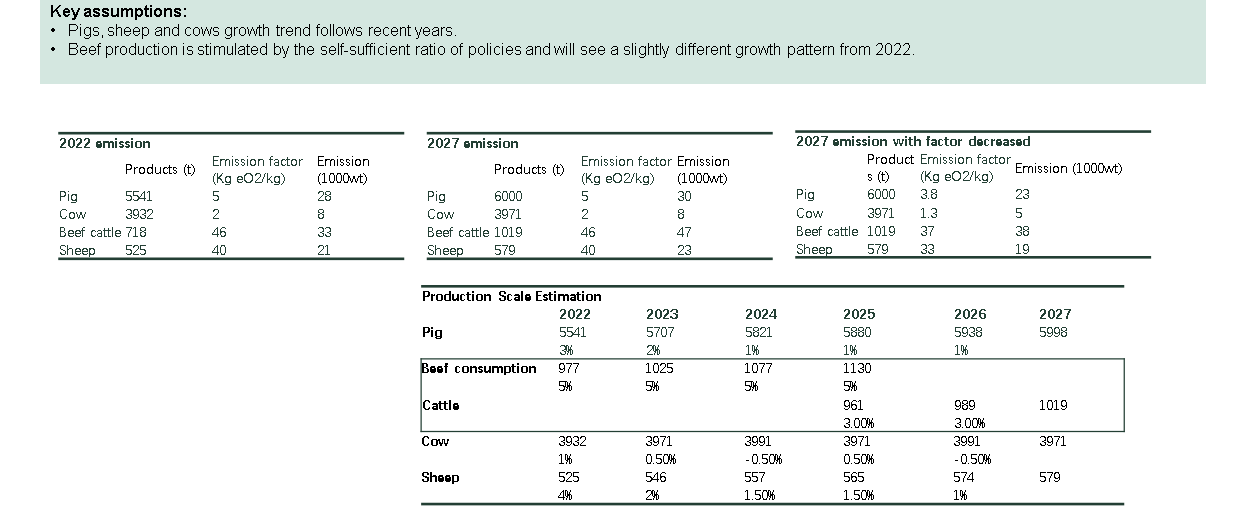 Key assumptions:
• Pigs, sheep and cows growth trend follows recent years.
• Beef production is stimulated by the self-sufficient ratio of policies and will see a slightly different growth pattern from 2022.
2022 emission
Products (t) Emission factor (Kg eO2/kg) Emission (1000wt)
Pig 5541 5 28
Cow 3932 2 8
Beef cattle 718 46 33
Sheep 525 40 21
2027 emission
Products (t) Emission factor (Kg eO2/kg) Emission (1000wt)
Pig 6000 5 30
Cow 3971 2 8
Beef cattle 1019 46 47
Sheep 579 40 23
2027 emission with factor decreased
Product s (t) Emission factor (Kg eO2/kg) Emission (1000wt)
Pig 6000 3.8 23
Cow 3971 1.3 5
Beef cattle 1019 37 38
Sheep 579 33 19
Production Scale Estimation
2022 2023 2024 2025 2026 2027
Pig 5541 5707 5821 5880 5938 5998
3% 2% 1% 1% 1%
Beef consumption 977 1025 1077 1130
5% 5% 5% 5%
Cattle 961 989 1019
3.00% 3.00%
Cow 3932 3971 3991 3971 3991 3971
1% 0.50% -0.50% 0.50% -0.50%
Sheep 525 546 557 565 574 579
4% 2% 1.50% 1.50% 1%